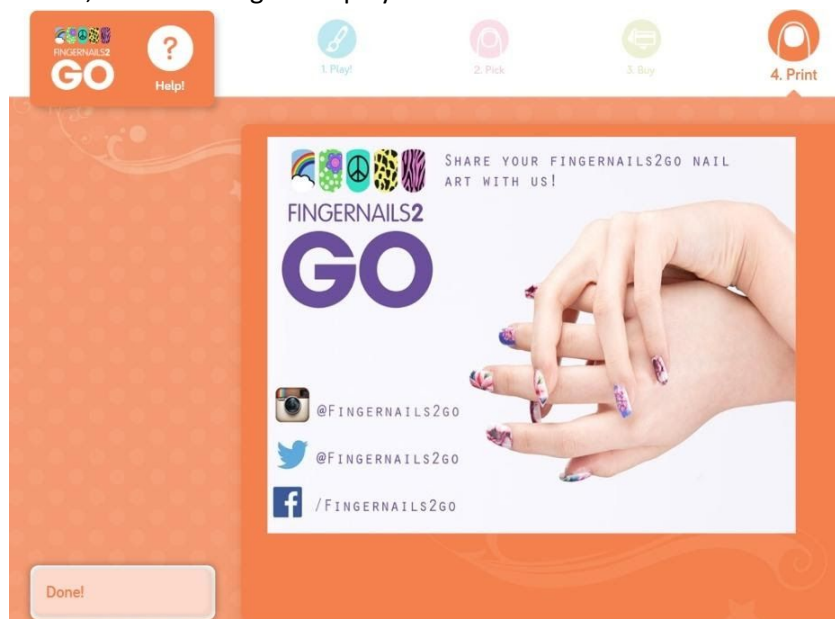 FINGERNAILS2
GO
Help!
1. Play!
2. Pick
3. Buy
4. Print
FINGERNAILS2
GO
SHARE YOUR FINGERNAILS2GO NAIL
ART WITH US!
@FINGERNAILS2GO
@FINGERNAILS2GO
/FINGERNAILS2GO
Done!